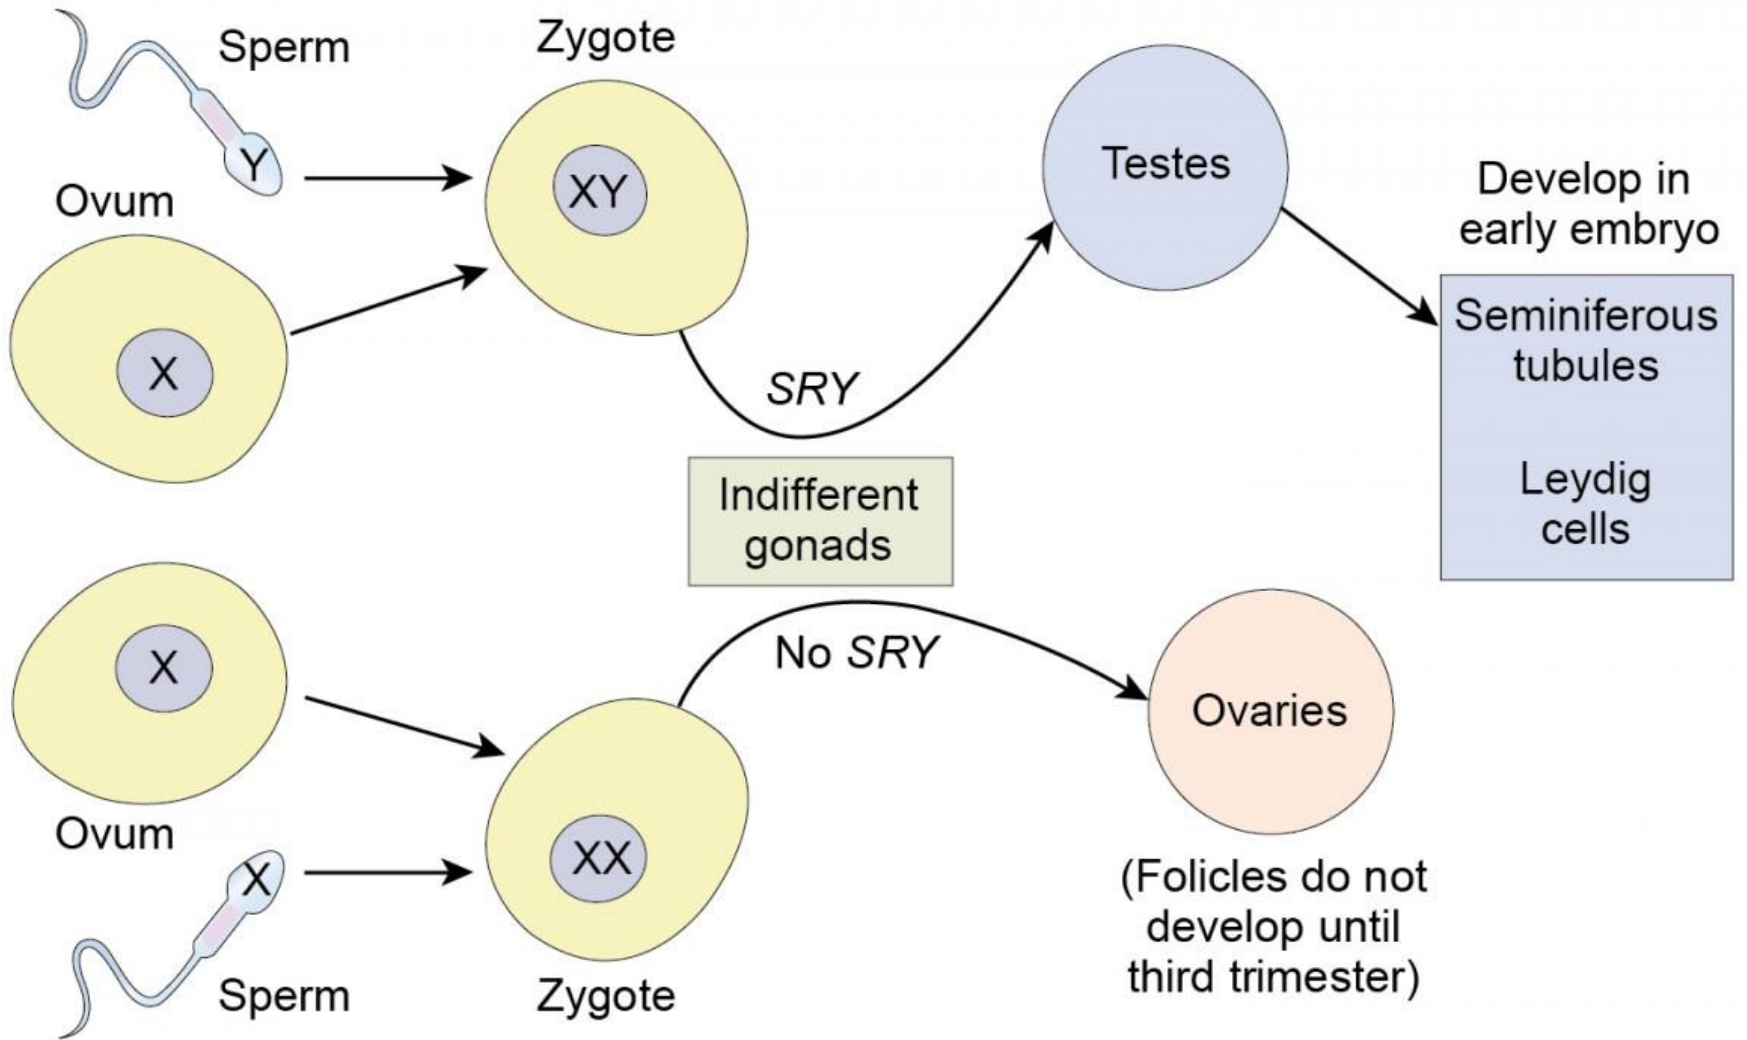 Sperm
Zygote
Y
XY
Ovum
X
Testes
Develop in
early embryo
Seminiferous
tubules
Leydig
cells
SRY
Indifferent
gonads
No SRY
X
Ovum
X
Sperm
XX
Zygote
Ovaries
(Folicles do not
develop until
third trimester)